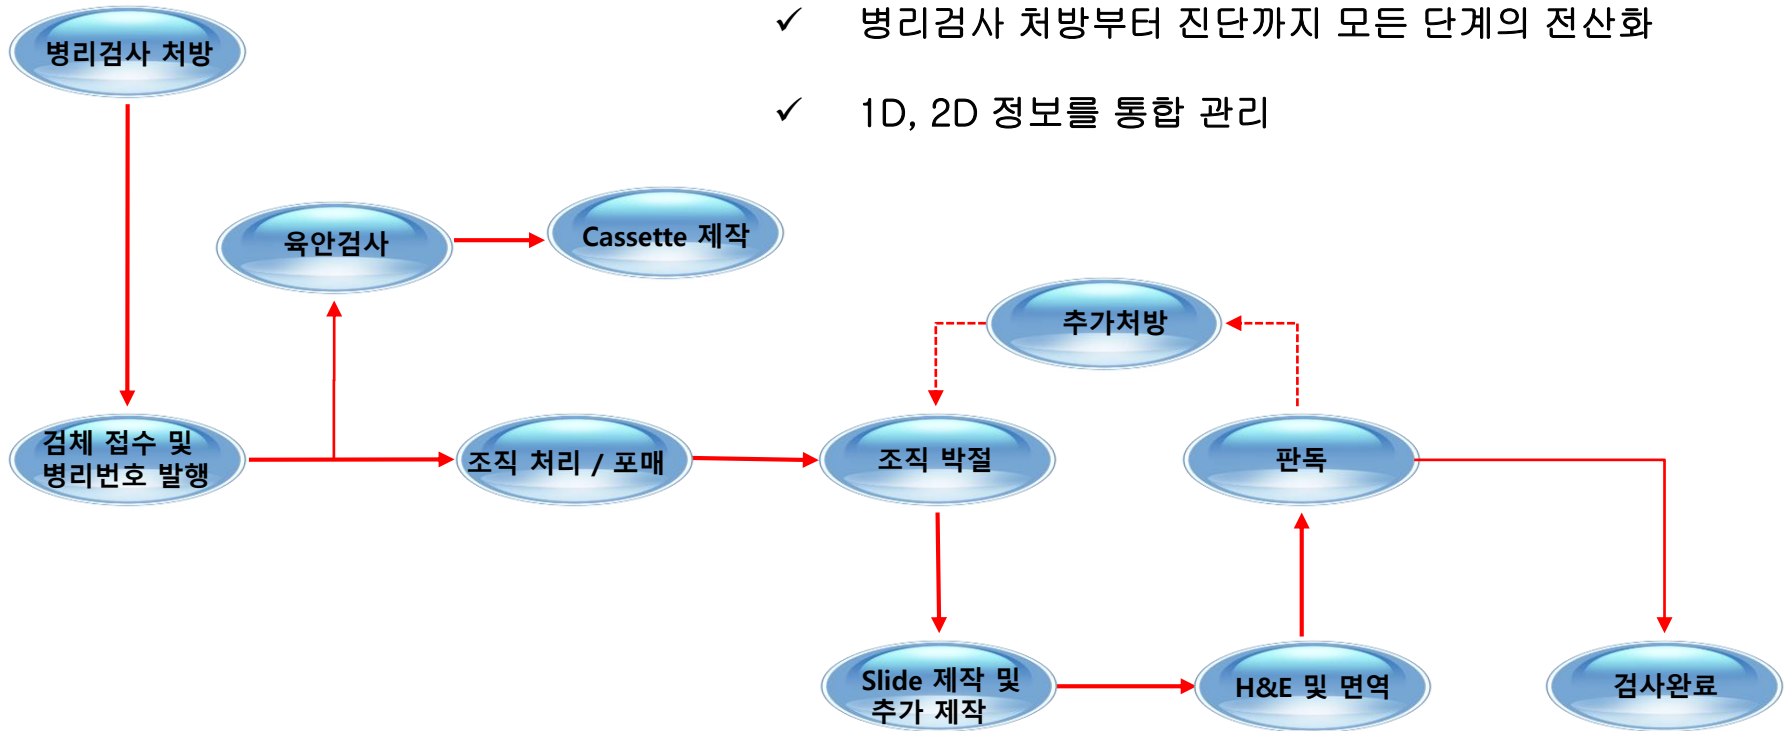 ✓ 병리검사 처방부터 진단까지 모든 단계의 전산화
✓ 1D, 2D 정보를 통합 관리
병리검사 처방
육안검사
Cassette 제작
추가처방
검체 접수 및
병리번호 발행
조직 처리 / 포매
조직 박절
판독
Slide 제작 및
추가 제작
H&E 및 면역
검사완료